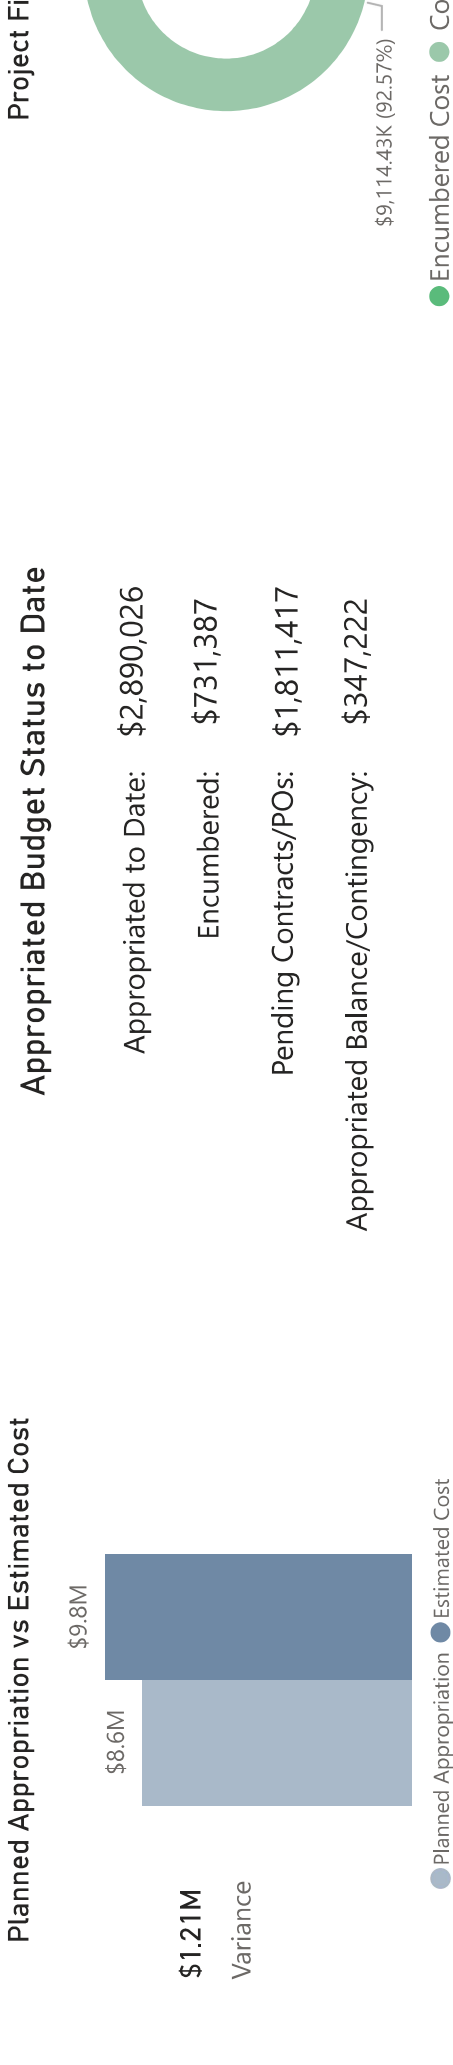 Planned Appropriation vs Estimated Cost
$9.8M
$8.6M
$1.21M
Variance
Planned Appropriation
Estimated Cost
Appropriated Budget Status to Date
Appropriated to Date: $2,890,026
Encumbered: $731,387
Pending Contracts/POs: $1,811,417
Appropriated Balance/Contingency: $347,222
Project Fi
$9,114.43K (92.57%)
Encumbered Cost
Co